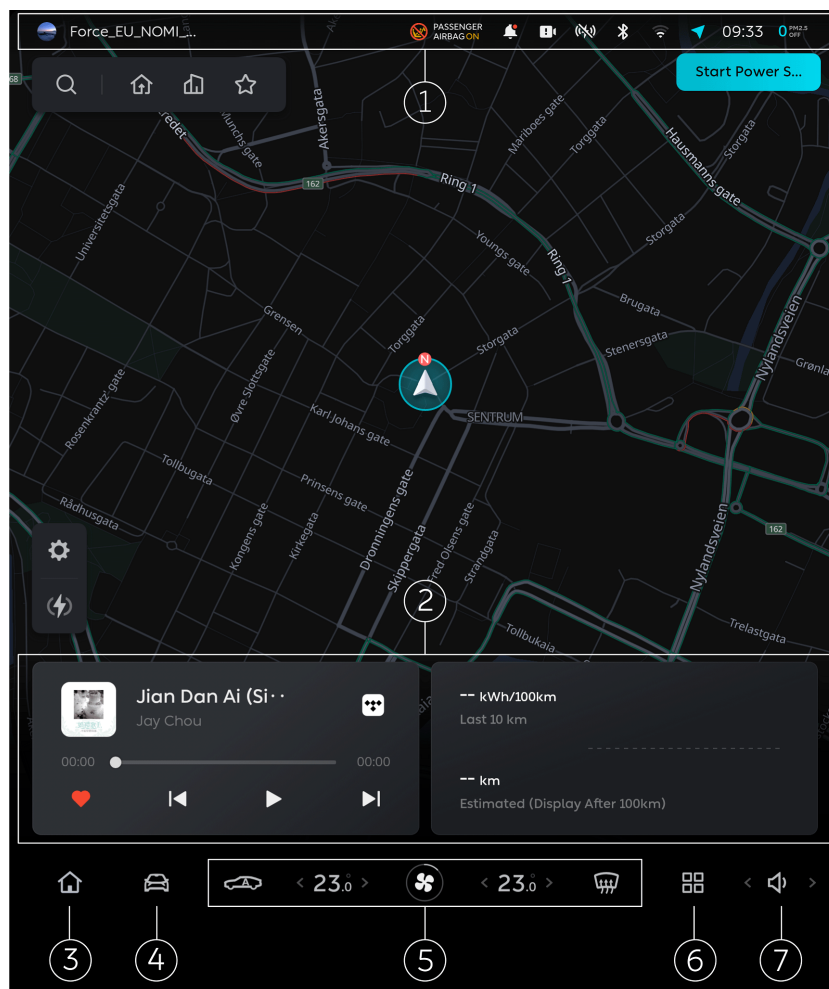 Force_EU_NOMI_...
PASSENGER
AIRBAG ON
09:33
0 PM2.5
OFF
68
Start Power S...
1
Munchs gate
Akersgata
Mariboes gate
Torggata
Hausmanns gate
Storgata
162
Ring 1
Universitetsgata
Youngs gate
Ring 1
Storgata
Brugata
Grensen
Torggata
Storgata
Stenersgata
Nylandsveien
N
Rosenkrantz' gate
Øvre Slottsgate
Karl Johans gate
SENTRUM
Tollbugata
Prinsens gate
Dronningens gate
Rådhusgata
Kongens gate
Kirkegata
Skippergata
Strandgata
Nylandsveien
162
2
Tollbukaia
Trelastgata
Jian Dan Ai (Si··
Jay Chou
00:00
00:00
-- kWh/100km
Last 10 km
-- km
Estimated (Display After 100km)
< 23.0 >
< 23.0 >
3
4
5
6
7